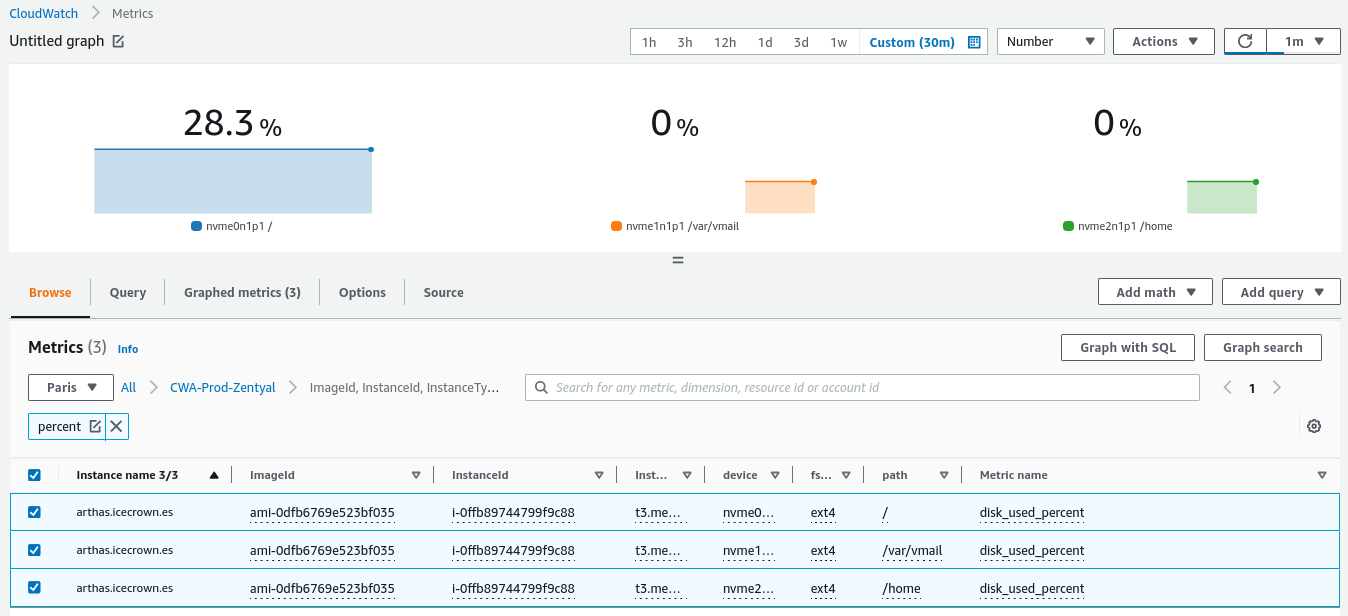 CloudWatch > Metrics
Untitled graph
1h 3h 12h 1d 3d 1w Custom (30m) Number Actions 1m
28.3 % 0 % 0 %
nvme0n1p1 / nvme1n1p1 /var/vmail nvme2n1p1 /home
Browse Query Graphed metrics (3) Options Source Add math Add query
Metrics (3) Info Graph with SQL Graph search
Paris All > CWA-Prod-Zentyal > ImageId, InstanceId, InstanceTy... Search for any metric, dimension, resource id or account id < 1 >
percent
Instance name 3/3 ImageId InstanceId Inst... device fs... path Metric name
arthas.icecrown.es ami-0dfb6769e523bf035 i-0ffb89744799f9c88 t3.me... nvme0... ext4 / disk_used_percent
arthas.icecrown.es ami-0dfb6769e523bf035 i-0ffb89744799f9c88 t3.me... nvme1... ext4 /var/vmail disk_used_percent
arthas.icecrown.es ami-0dfb6769e523bf035 i-0ffb89744799f9c88 t3.me... nvme2... ext4 /home disk_used_percent